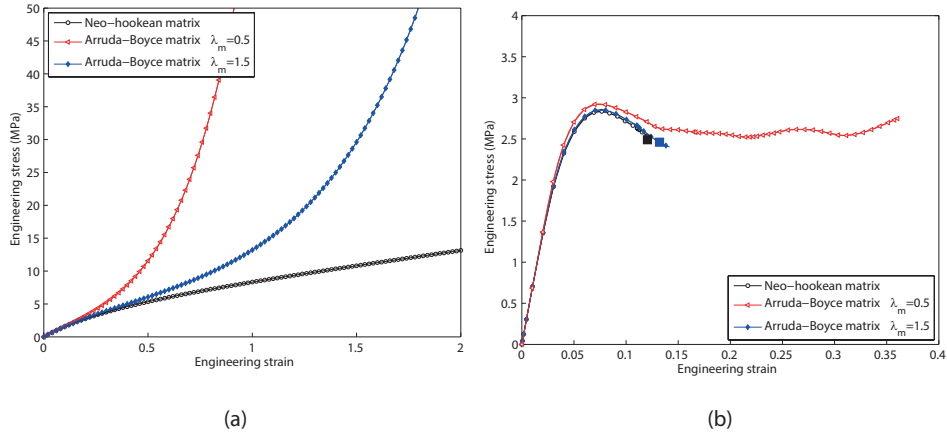 50
45
40
35
30
25
20
15
10
5
0
Engineering stress (MPa)
0
0.5
1
1.5
2
Engineering strain
Neo-hookean matrix
Arruda-Boyce matrix λ_m=0.5
Arruda-Boyce matrix λ_m=1.5
(a)
4
3.5
3
2.5
2
1.5
1
0.5
0
Engineering stress (MPa)
0
0.05
0.1
0.15
0.2
0.25
0.3
0.35
0.4
Engineering strain
Neo-hookean matrix
Arruda-Boyce matrix λ_m=0.5
Arruda-Boyce matrix λ_m=1.5
(b)